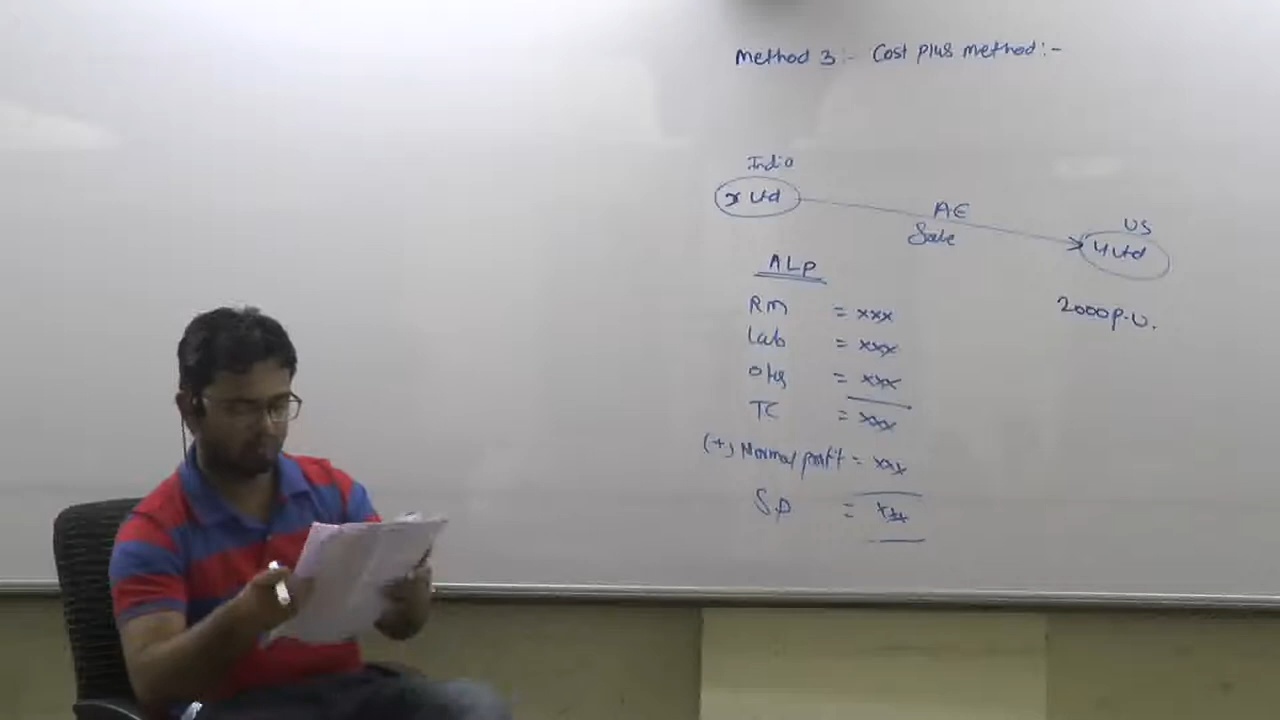 Method 3:- Cost plus method:-
India
x Ltd
AE
Sale
US
y Ltd
2000 p.u.
ALP
RM = xxx
Lab = xxx
OHs = xxx
TC = xxx
(+) Normal profit = xxx
SP = xxx